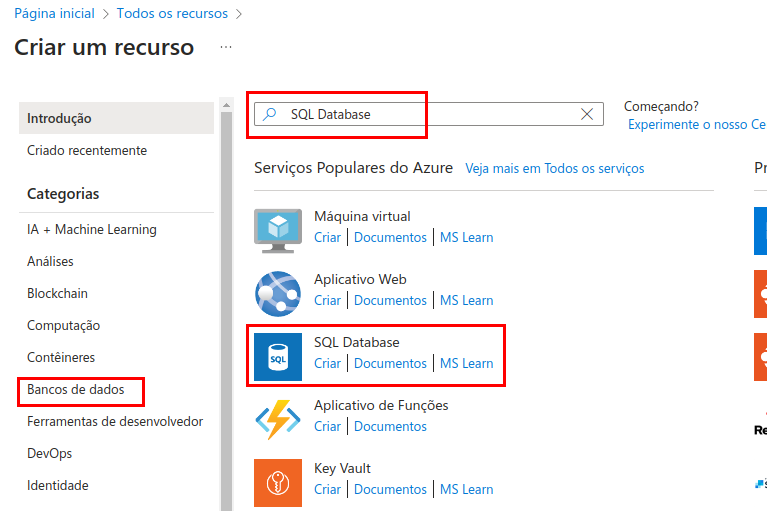 Página inicial > Todos os recursos >
Criar um recurso ...
Introdução
Criado recentemente
Categorias
IA + Machine Learning
Análises
Blockchain
Computação
Contêineres
Bancos de dados
Ferramentas de desenvolvedor
DevOps
Identidade
SQL Database
Começando?
Experimente o nosso Ce
Serviços Populares do Azure Veja mais em Todos os serviços
Máquina virtual
Criar | Documentos | MS Learn
Aplicativo Web
Criar | Documentos | MS Learn
SQL
SQL Database
Criar | Documentos | MS Learn
Aplicativo de Funções
Criar | Documentos
Key Vault
Criar | Documentos | MS Learn
Re